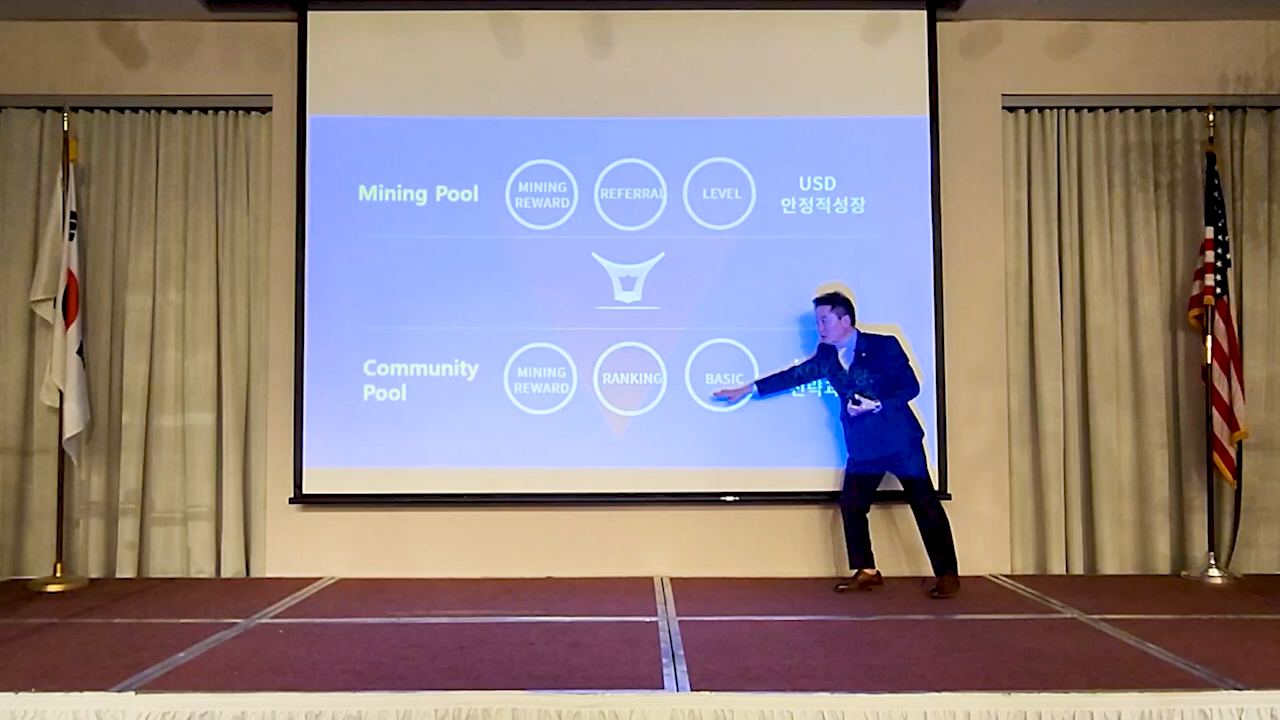 Mining Pool
MINING
REWARD
REFERRAL
LEVEL
USD
안정적성장
Community
Pool
MINING
REWARD
RANKING
BASIC